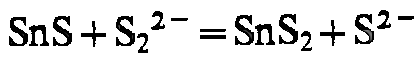 SnS + S₂²⁻ = SnS₂ + S²⁻